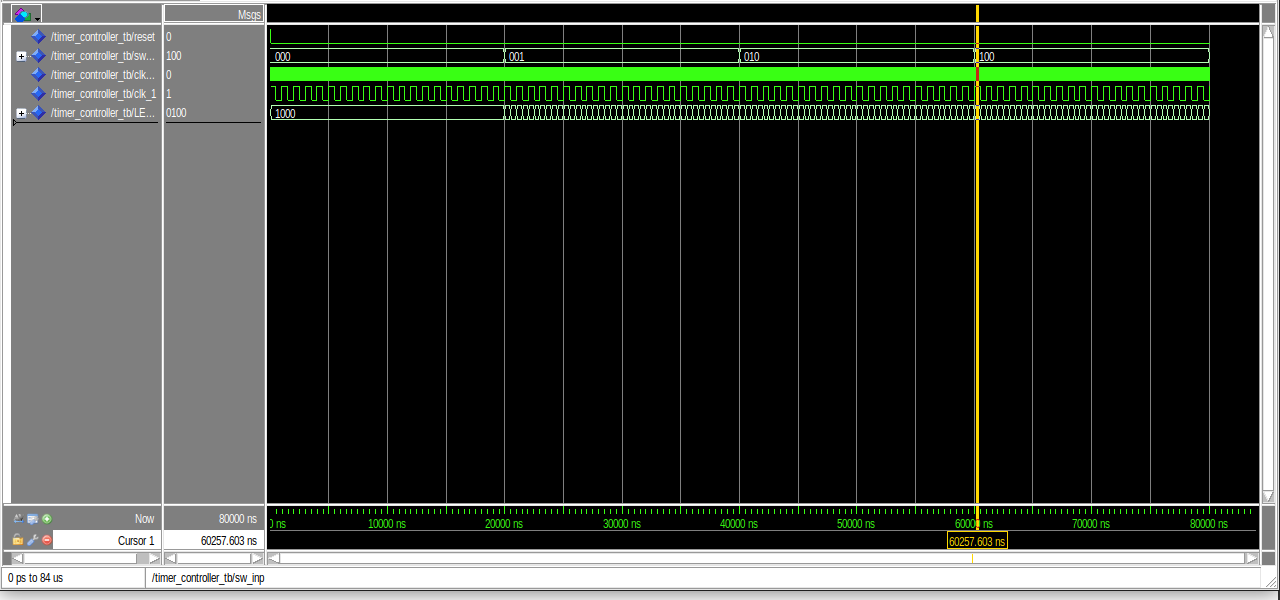 Msgs
/timer_controller_tb/reset 0
/timer_controller_tb/sw... 100 000 001 010 100
/timer_controller_tb/clk... 0
/timer_controller_tb/clk_1 1
/timer_controller_tb/LE... 0100 1000
Now 80000 ns ns 10000 ns 20000 ns 30000 ns 40000 ns 50000 ns 60000 ns 70000 ns 80000 ns
Cursor 1 60257.603 ns 60257.603 ns
0 ps to 84 us /timer_controller_tb/sw_inp